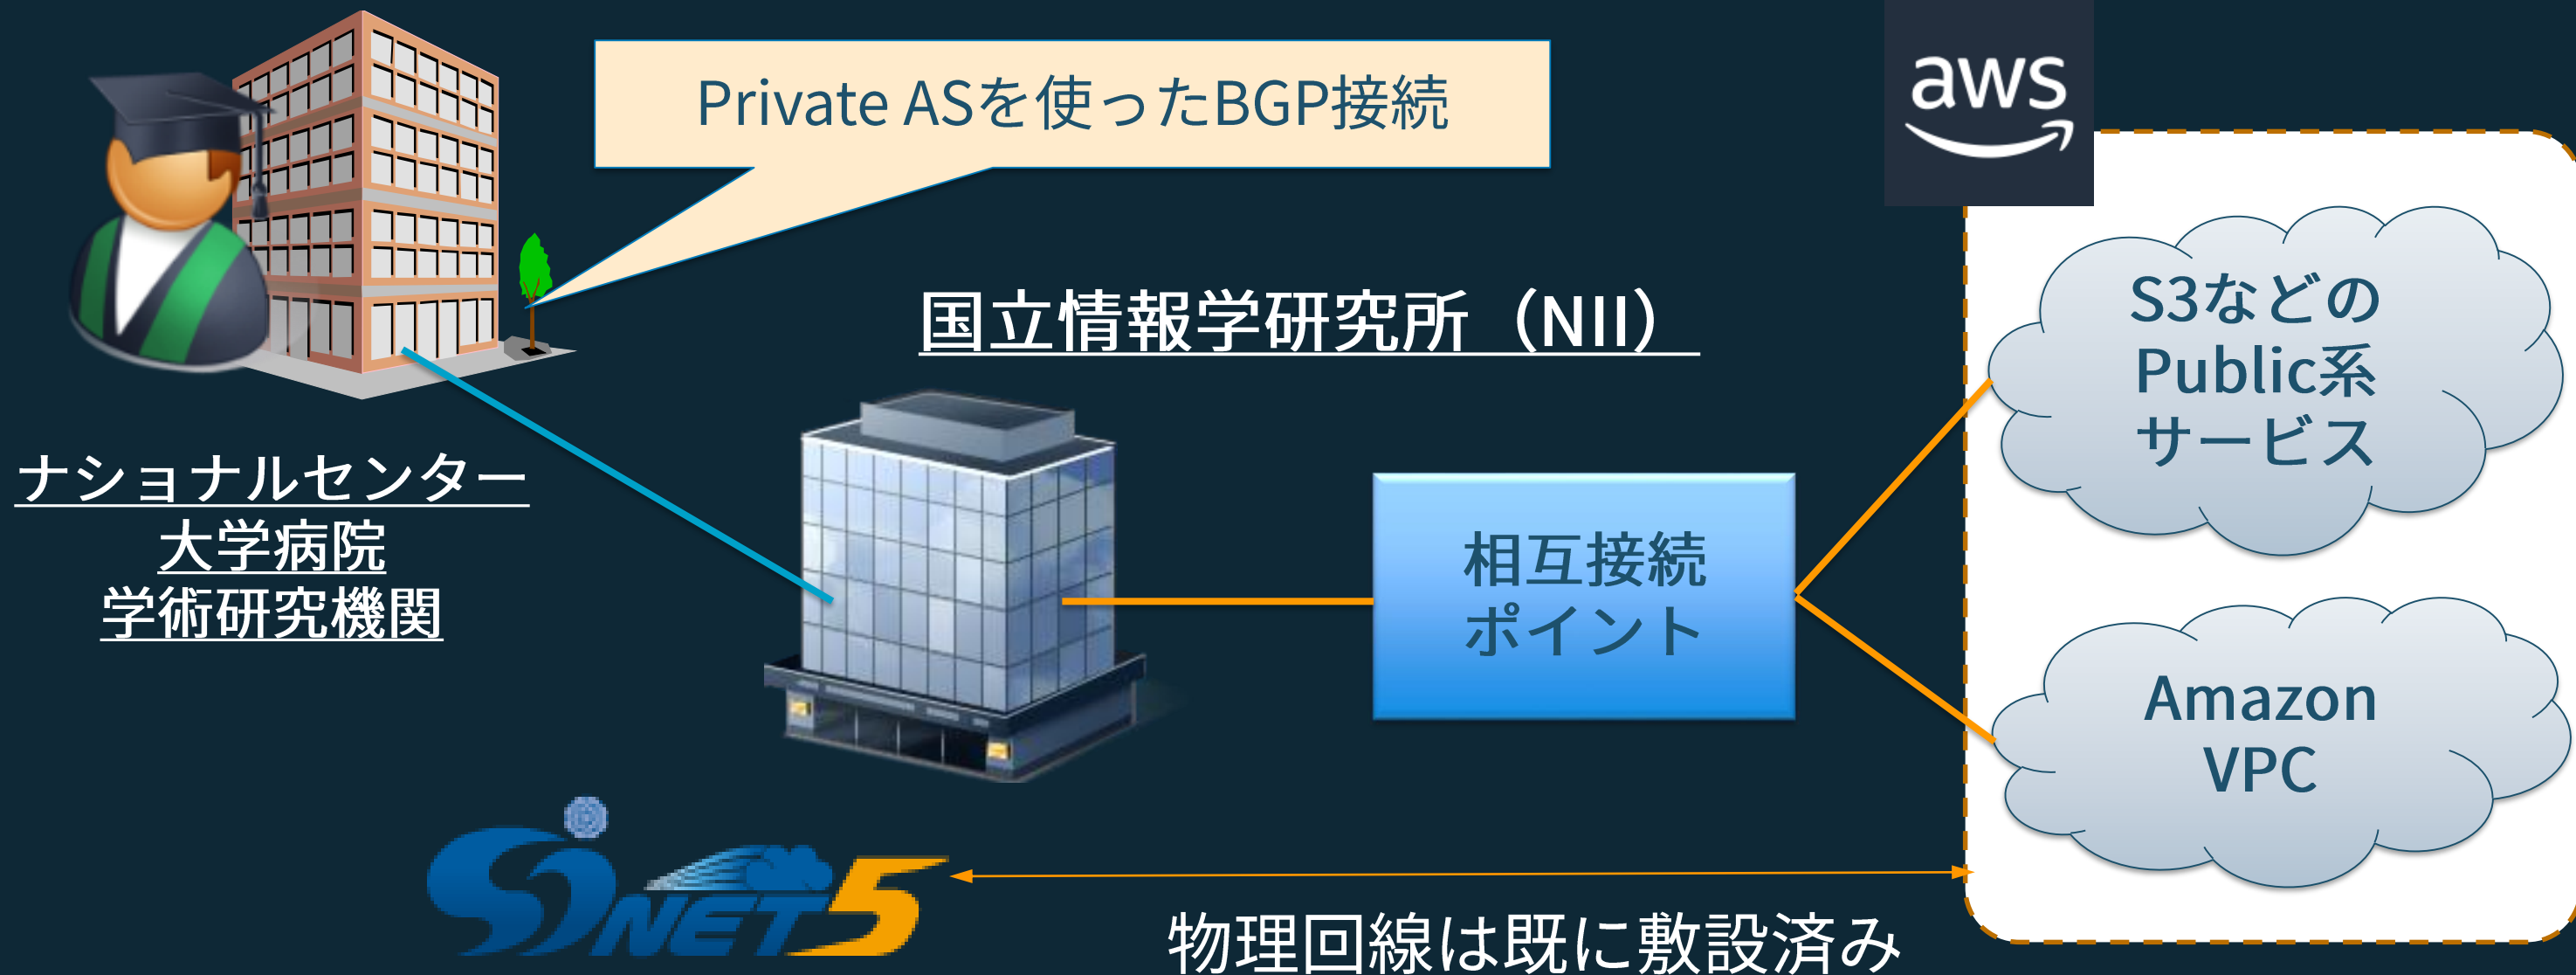 Private ASを使ったBGP接続
aws
国立情報学研究所（NII）
ナショナルセンター
大学病院
学術研究機関
相互接続
ポイント
S3などの
Public系
サービス
Amazon
VPC
SINET5
物理回線は既に敷設済み